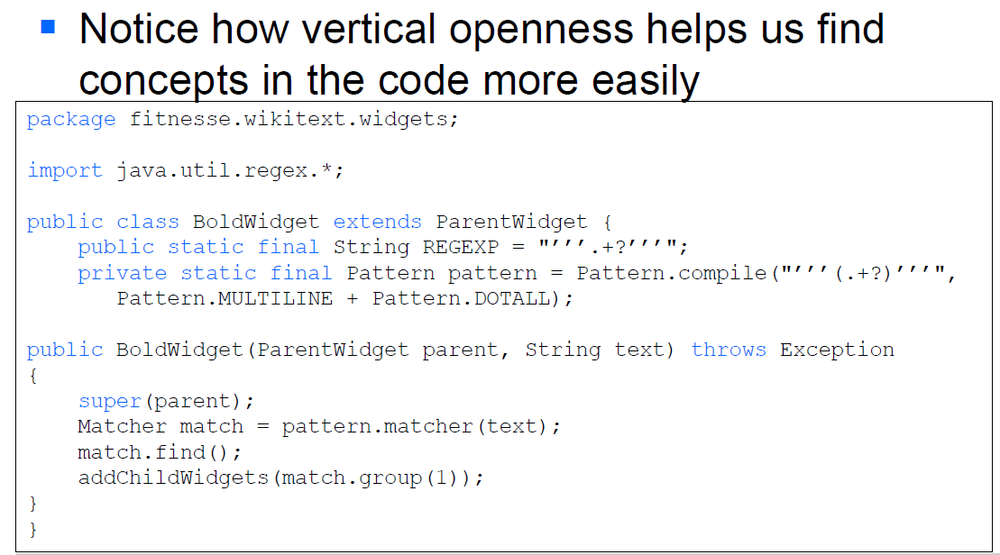 Notice how vertical openness helps us find
concepts in the code more easily
package fitnesse.wikitext.widgets;
import java.util.regex.*;
public class BoldWidget extends ParentWidget {
public static final String REGEXP = "’’’.+?’’’";
private static final Pattern pattern = Pattern.compile("’’’(.+?)’’’",
Pattern.MULTILINE + Pattern.DOTALL);
public BoldWidget(ParentWidget parent, String text) throws Exception
{
super(parent);
Matcher match = pattern.matcher(text);
match.find();
addChildWidgets(match.group(1));
}
}